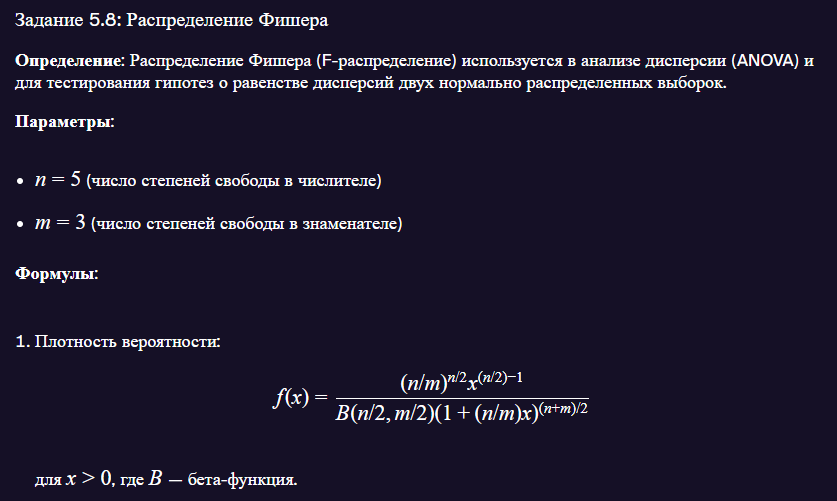 Задание 5.8: Распределение Фишера
Определение: Распределение Фишера (F-распределение) используется в анализе дисперсии (ANOVA) и
для тестирования гипотез о равенстве дисперсий двух нормально распределенных выборок.
Параметры:
• n = 5 (число степеней свободы в числителе)
• m = 3 (число степеней свободы в знаменателе)
Формулы:
1. Плотность вероятности:
f(x) = (n/m)^{n/2}x^{(n/2)−1} / B(n/2, m/2)(1 + (n/m)x)^{(n+m)/2}
для x > 0, где B — бета-функция.